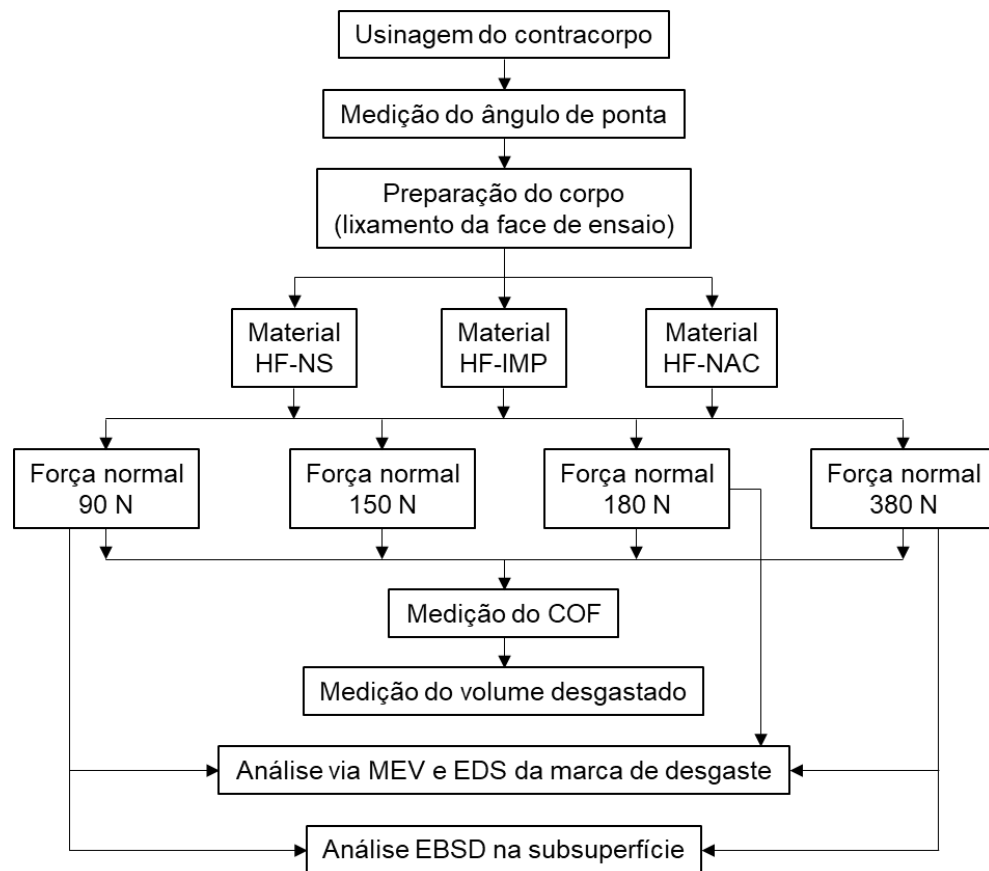 Usinagem do contracorpo
Medição do ângulo de ponta
Preparação do corpo
(lixamento da face de ensaio)
Material
HF-NS
Material
HF-IMP
Material
HF-NAC
Força normal
90 N
Força normal
150 N
Força normal
180 N
Força normal
380 N
Medição do COF
Medição do volume desgastado
Análise via MEV e EDS da marca de desgaste
Análise EBSD na subsuperfície